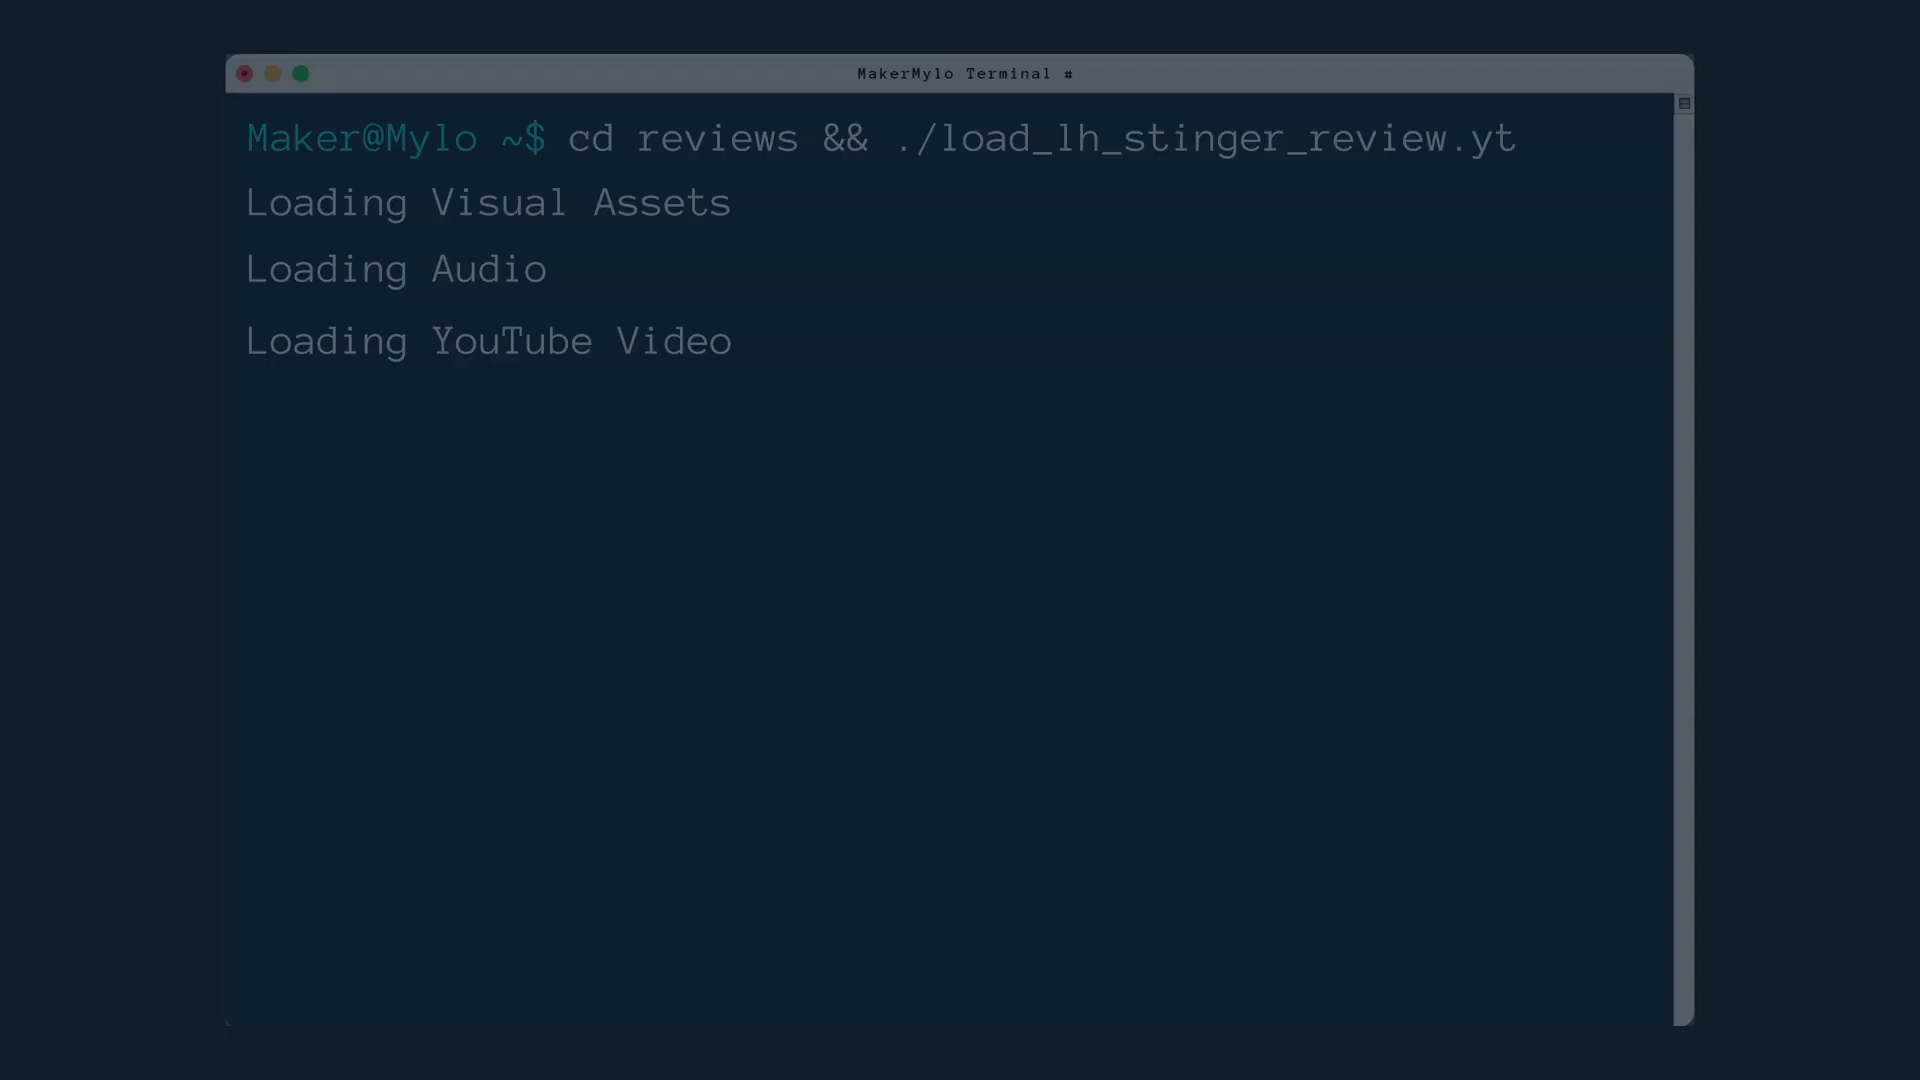 MakerMylo Terminal #
Maker@Mylo ~$ cd reviews && ./load_lh_stinger_review.yt
Loading Visual Assets
Loading Audio
Loading YouTube Video